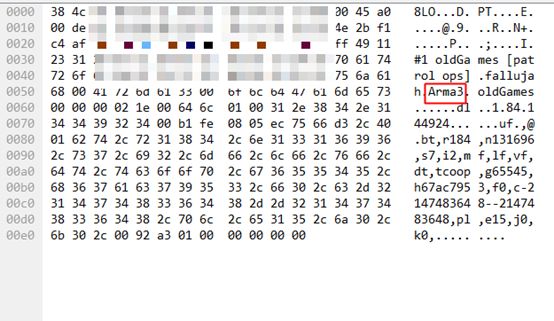 0000 38 4c 00 45 a0 8LO...D. PT....E.
0010 00 de 4e 2b f1 ....@.9...R..N+.
0020 c4 af ff 49 11 .....P.. .;....I.
0030 23 31 70 61 74 #1 oldGa mes [pat
0040 72 6f 75 6a 61 rol ops] .falluja
0050 68 00 41 72 6d 61 33 00 6f 6c 64 47 61 6d 65 73 h.Arma3. oldGames
0060 00 00 00 02 1e 00 64 6c 01 00 31 2e 38 34 2e 31 ......dl ..1.84.1
0070 34 34 39 32 34 00 b1 fe 08 05 ec 75 66 d3 2c 40 44924... ...uf.,@
0080 01 62 74 2c 72 31 38 34 2c 6e 31 33 31 36 39 36 .bt,r184 ,n131696
0090 2c 73 37 2c 69 32 2c 6d 66 2c 6c 66 2c 76 66 2c ,s7,i2,m f,lf,vf,
00a0 64 74 2c 74 63 6f 6f 70 2c 67 36 35 35 34 35 2c dt,tcoop ,g65545,
00b0 68 36 37 61 63 37 39 35 33 2c 66 30 2c 63 2d 32 h67ac795 3,f0,c-2
00c0 31 34 37 34 38 33 36 34 38 2d 2d 32 31 34 37 34 14748364 8--21474
00d0 38 33 36 34 38 2c 70 6c 2c 65 31 35 2c 6a 30 2c 83648,pl ,e15,j0,
00e0 6b 30 2c 00 92 a3 01 00 00 00 00 00 k0,..... ....